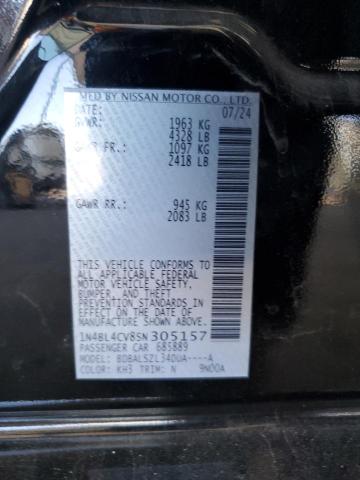 MFD BY NISSAN MOTOR CO., LTD.
DATE: 07/24
GVWR: 1963 KG
4328 LB
GAWR FR.: 1097 KG
2418 LB
GAWR RR.: 945 KG
2083 LB
THIS VEHICLE CONFORMS TO
ALL APPLICABLE FEDERAL
MOTOR VEHICLE SAFETY,
BUMPER, AND THEFT
PREVENTION STANDARDS IN
EFFECT ON THE DATE OF
MANUFACTURE SHOWN ABOVE.
1N4BL4CV8SN305157
PASSENGER CAR 685889
MODEL: BDBALSZL34DUA----A
COLOR: KH3 TRIM: N 9N00A